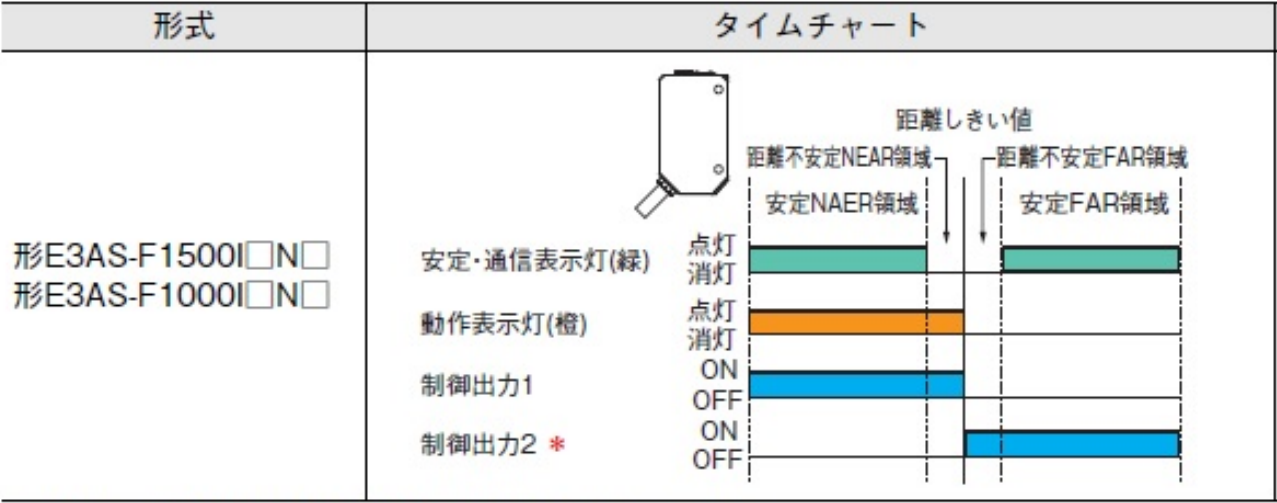 形式
タイムチャート
距離しきい値
距離不安定NEAR領域
距離不安定FAR領域
安定NAER領域
安定FAR領域
形E3AS-F1500I□N□
形E3AS-F1000I□N□
安定・通信表示灯(緑)
点灯
消灯
動作表示灯(橙)
点灯
消灯
制御出力1
ON
OFF
制御出力2 *
ON
OFF